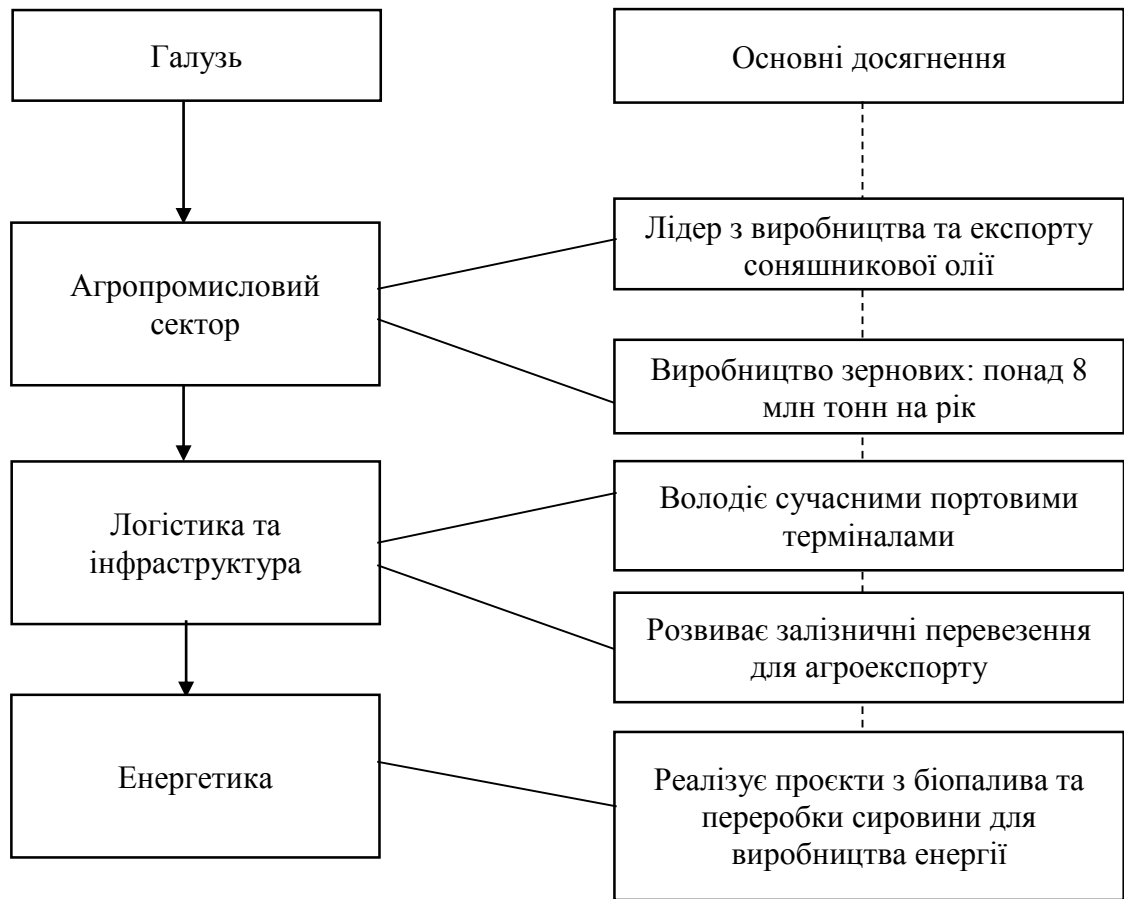 Галузь
Основні досягнення
Агропромисловий
сектор
Лідер з виробництва та експорту
соняшникової олії
Виробництво зернових: понад 8
млн тонн на рік
Логістика та
інфраструктура
Володіє сучасними портовими
терміналами
Розвиває залізничні перевезення
для агроекспорту
Енергетика
Реалізує проєкти з біопалива та
переробки сировини для
виробництва енергії